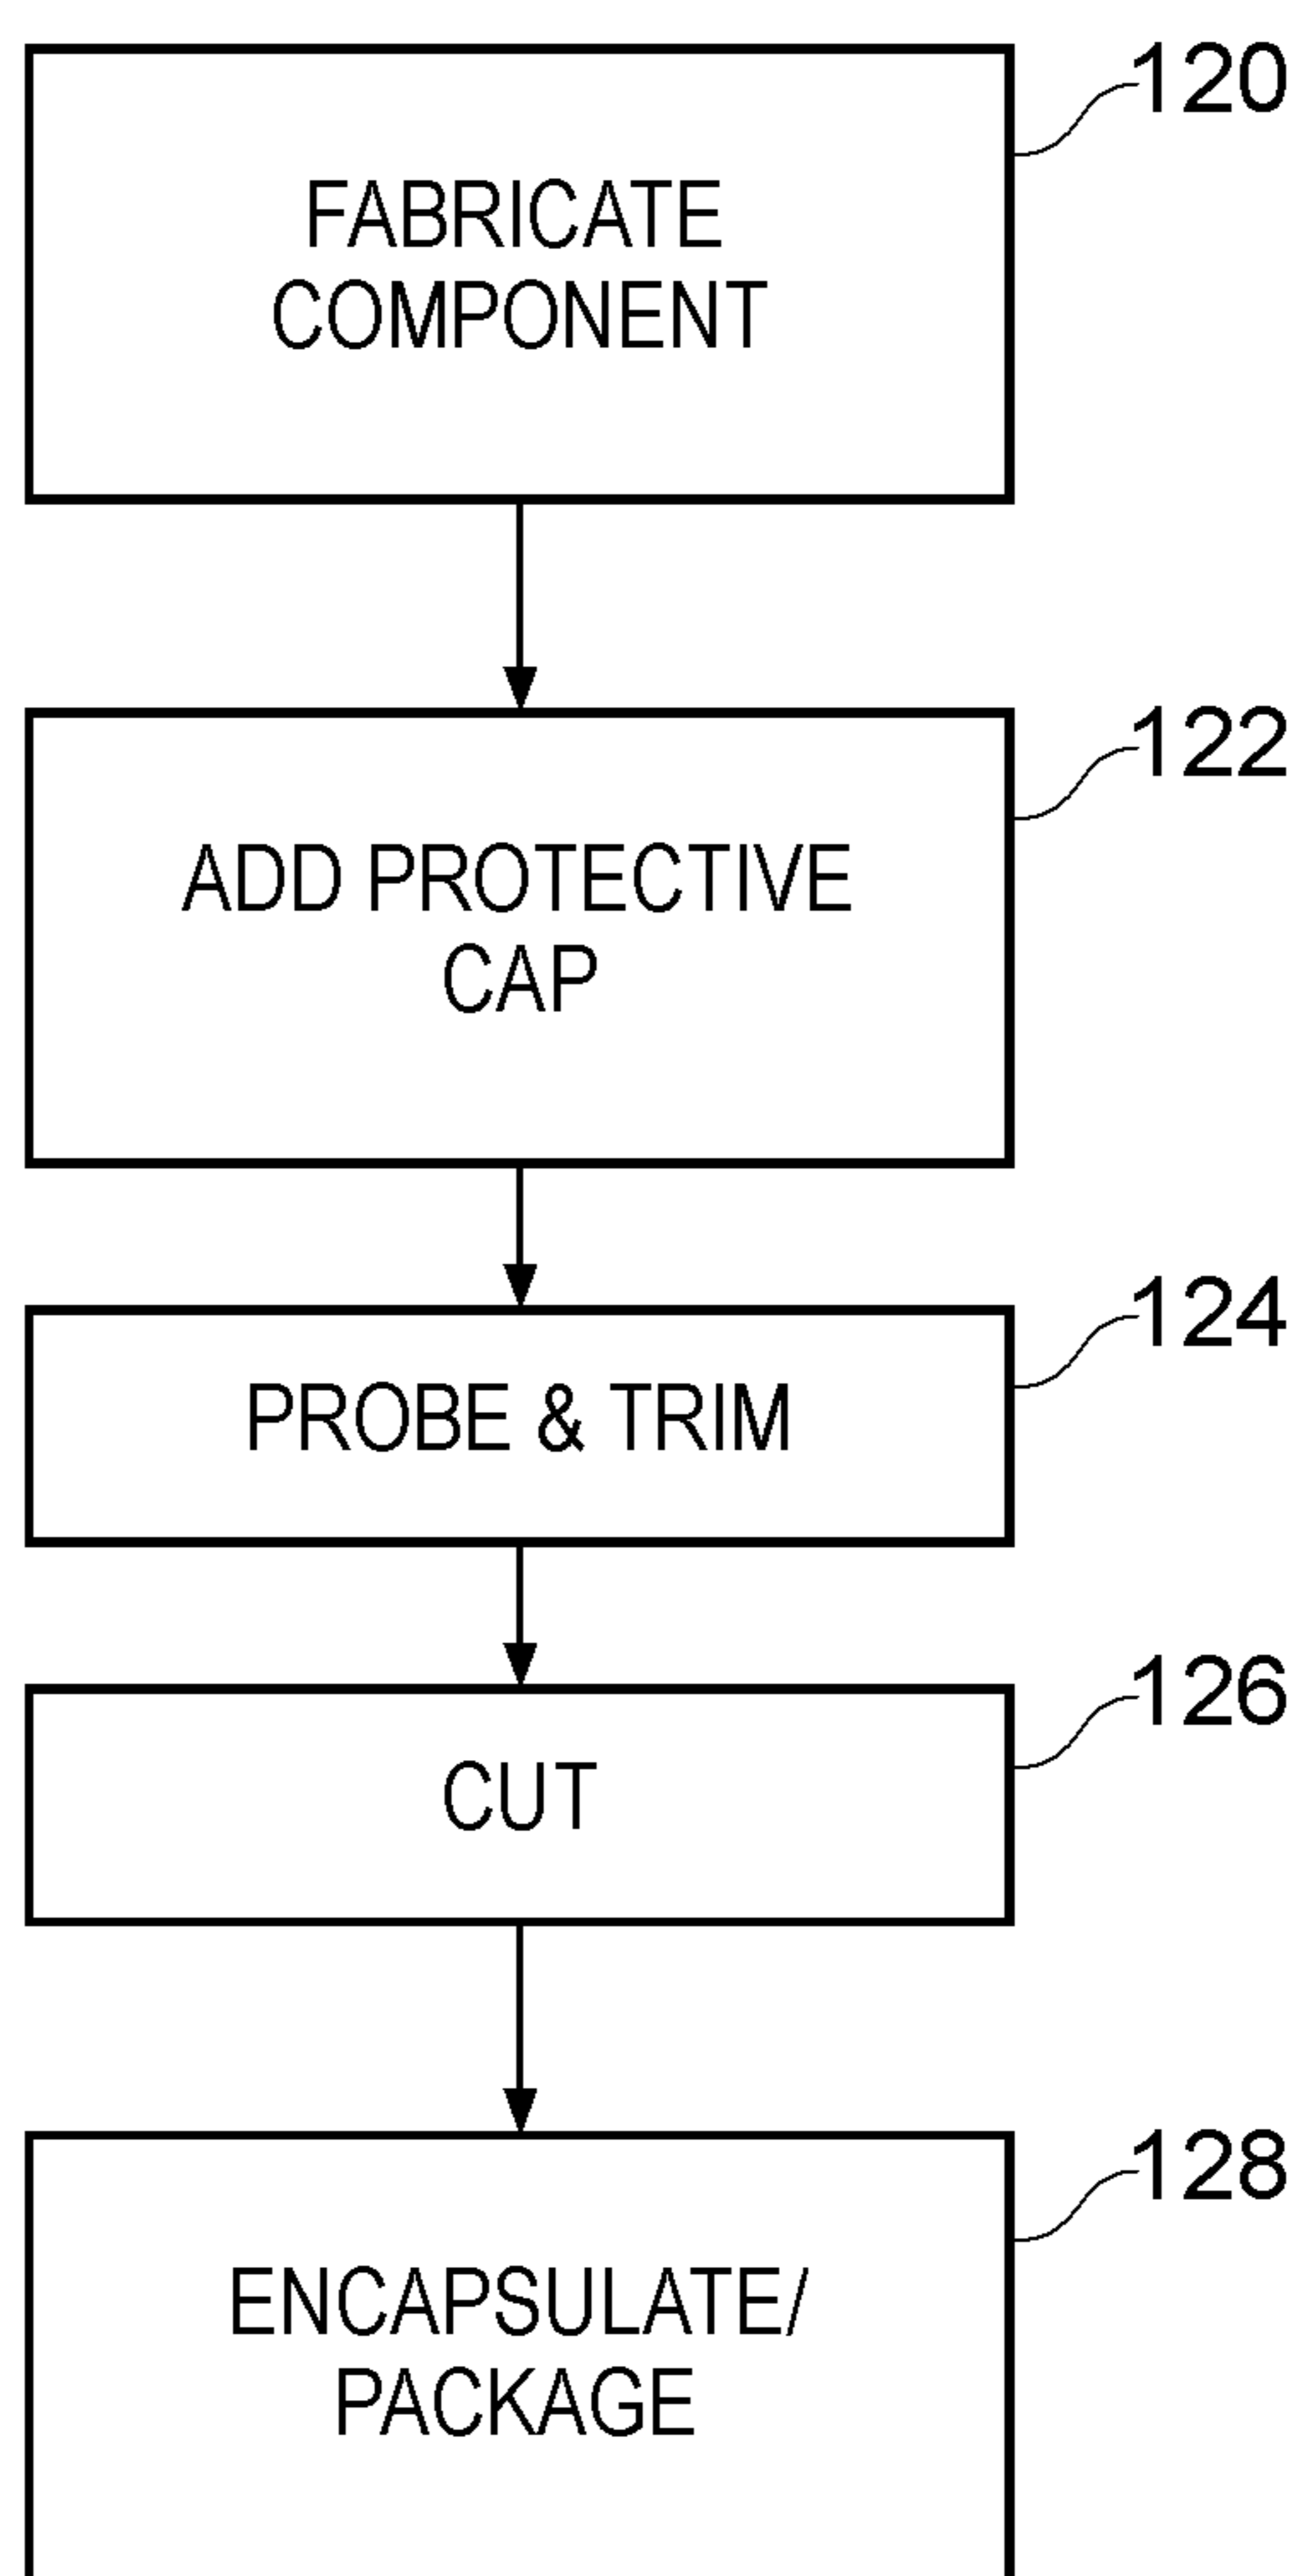 120
FABRICATE
COMPONENT
122
ADD PROTECTIVE
CAP
124
PROBE & TRIM
126
CUT
128
ENCAPSULATE/
PACKAGE